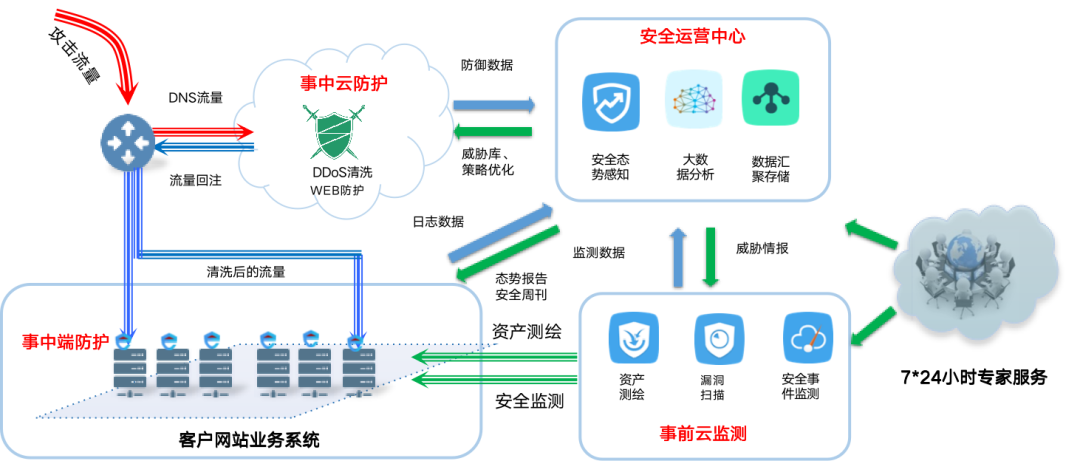 攻击流量
DNS流量
流量回注
事中云防护
DDoS清洗
WEB防护
防御数据
威胁库、
策略优化
安全运营中心
安全态
势感知
大数
据分析
数据汇
聚存储
日志数据
态势报告
安全周刊
监测数据
威胁情报
清洗后的流量
事中端防护
客户网站业务系统
资产测绘
安全监测
资产
测绘
漏洞
扫描
安全事
件监测
事前云监测
7*24小时专家服务